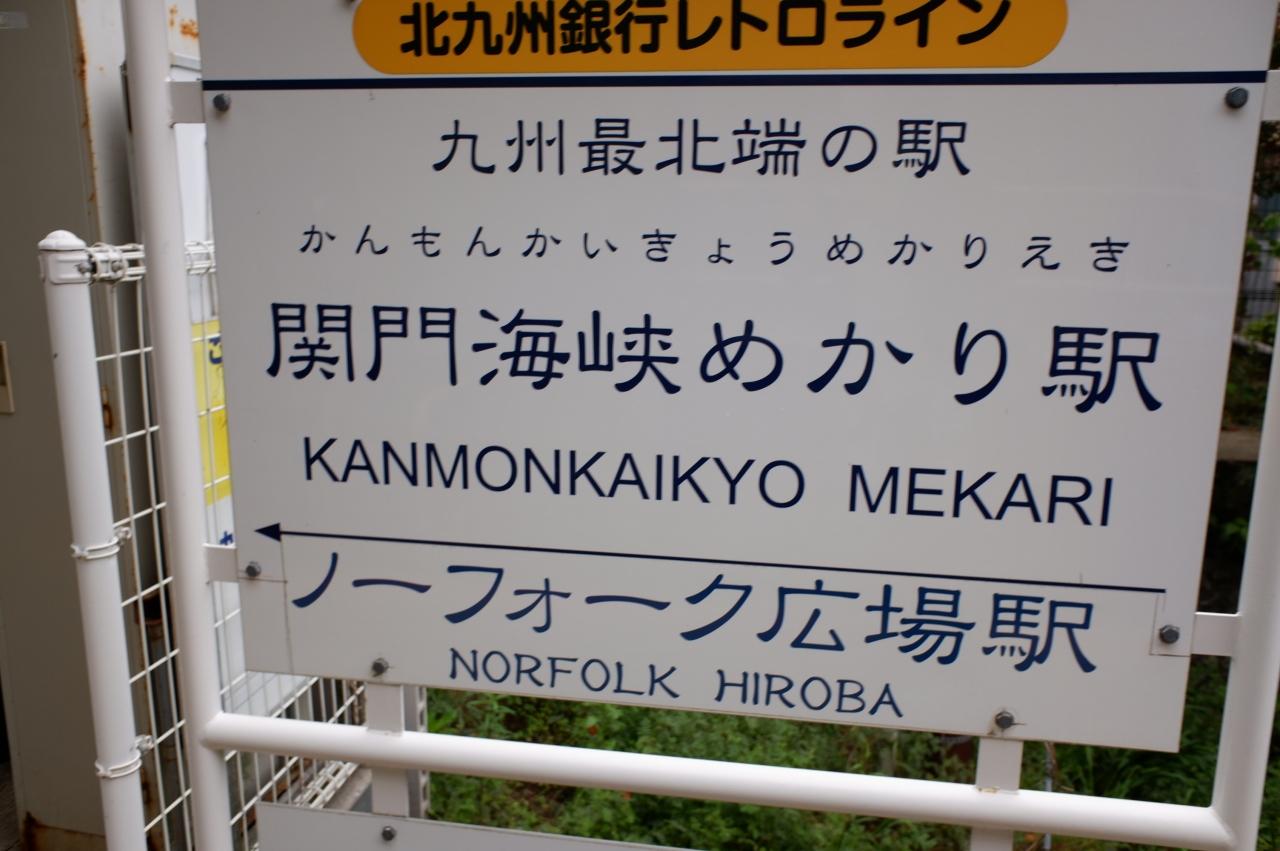 北九州銀行レトロライン
九州最北端の駅
かんもんかいきょうめかりえき
関門海峡めかり駅
KANMONKAIKYO MEKARI
ノーフォーク広場駅
NORFOLK HIROBA